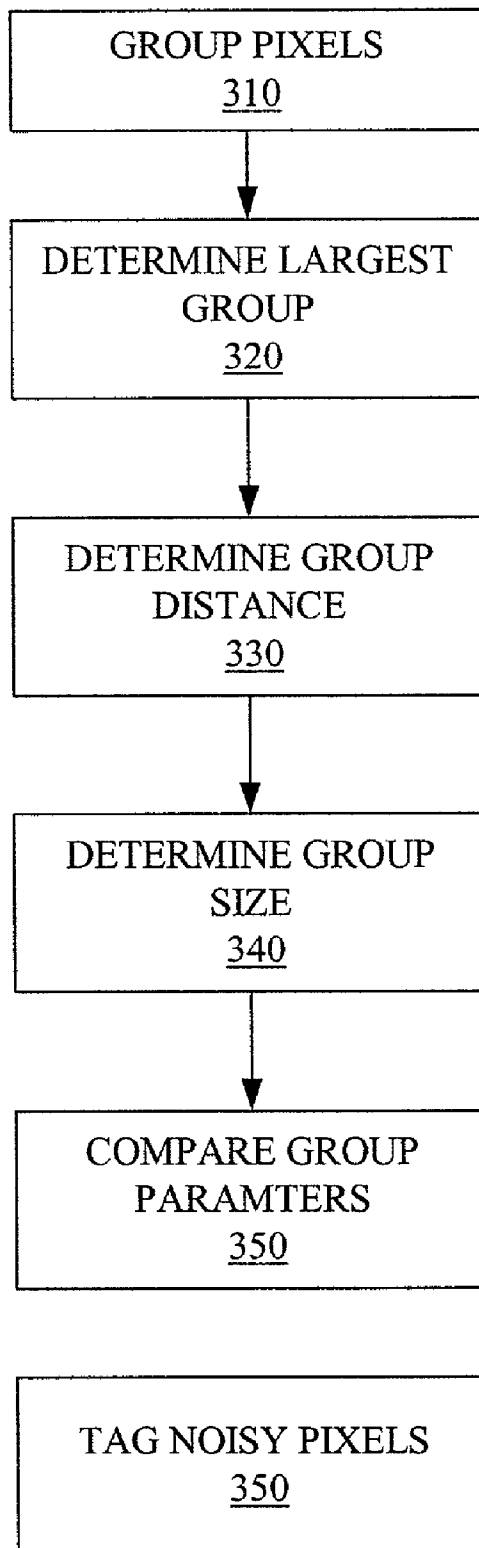 GROUP PIXELS
310
DETERMINE LARGEST
GROUP
320
DETERMINE GROUP
DISTANCE
330
DETERMINE GROUP
SIZE
340
COMPARE GROUP
PARAMTERS
350
TAG NOISY PIXELS
350